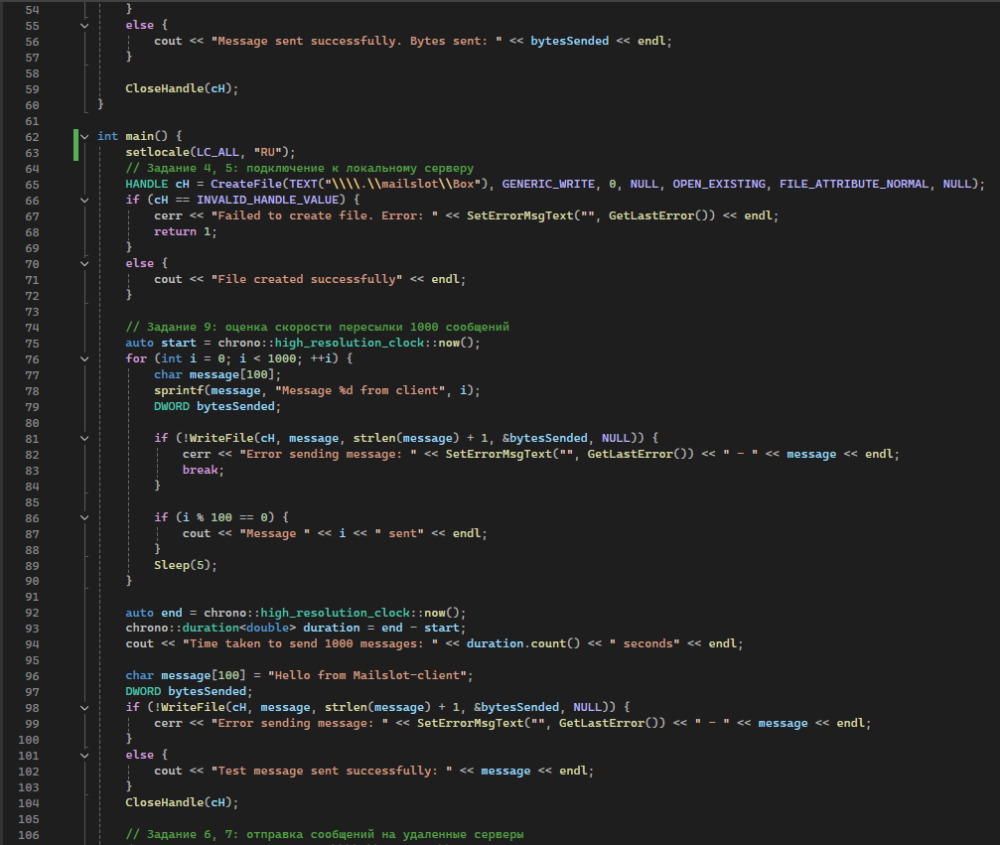 54 }
55 else {
56 cout << "Message sent successfully. Bytes sent: " << bytesSended << endl;
57 }
58
59 CloseHandle(cH);
60 }
61
62 int main() {
63 setlocale(LC_ALL, "RU");
64 // Задание 4, 5: подключение к локальному серверу
65 HANDLE cH = CreateFile(TEXT("\\\\.\\mailslot\\Box"), GENERIC_WRITE, 0, NULL, OPEN_EXISTING, FILE_ATTRIBUTE_NORMAL, NULL);
66 if (cH == INVALID_HANDLE_VALUE) {
67 cerr << "Failed to create file. Error: " << SetErrorMsgText("", GetLastError()) << endl;
68 return 1;
69 }
70 else {
71 cout << "File created successfully" << endl;
72 }
73
74 // Задание 9: оценка скорости пересылки 1000 сообщений
75 auto start = chrono::high_resolution_clock::now();
76 for (int i = 0; i < 1000; ++i) {
77 char message[100];
78 sprintf(message, "Message %d from client", i);
79 DWORD bytesSended;
80
81 if (!WriteFile(cH, message, strlen(message) + 1, &bytesSended, NULL)) {
82 cerr << "Error sending message: " << SetErrorMsgText("", GetLastError()) << " - " << message << endl;
83 break;
84 }
85
86 if (i % 100 == 0) {
87 cout << "Message " << i << " sent" << endl;
88 }
89 Sleep(5);
90 }
91
92 auto end = chrono::high_resolution_clock::now();
93 chrono::duration<double> duration = end - start;
94 cout << "Time taken to send 1000 messages: " << duration.count() << " seconds" << endl;
95
96 char message[100] = "Hello from Mailslot-client";
97 DWORD bytesSended;
98 if (!WriteFile(cH, message, strlen(message) + 1, &bytesSended, NULL)) {
99 cerr << "Error sending message: " << SetErrorMsgText("", GetLastError()) << " - " << message << endl;
100 }
101 else {
102 cout << "Test message sent successfully: " << message << endl;
103 }
104 CloseHandle(cH);
105
106 // Задание 6, 7: отправка сообщений на удаленные серверы